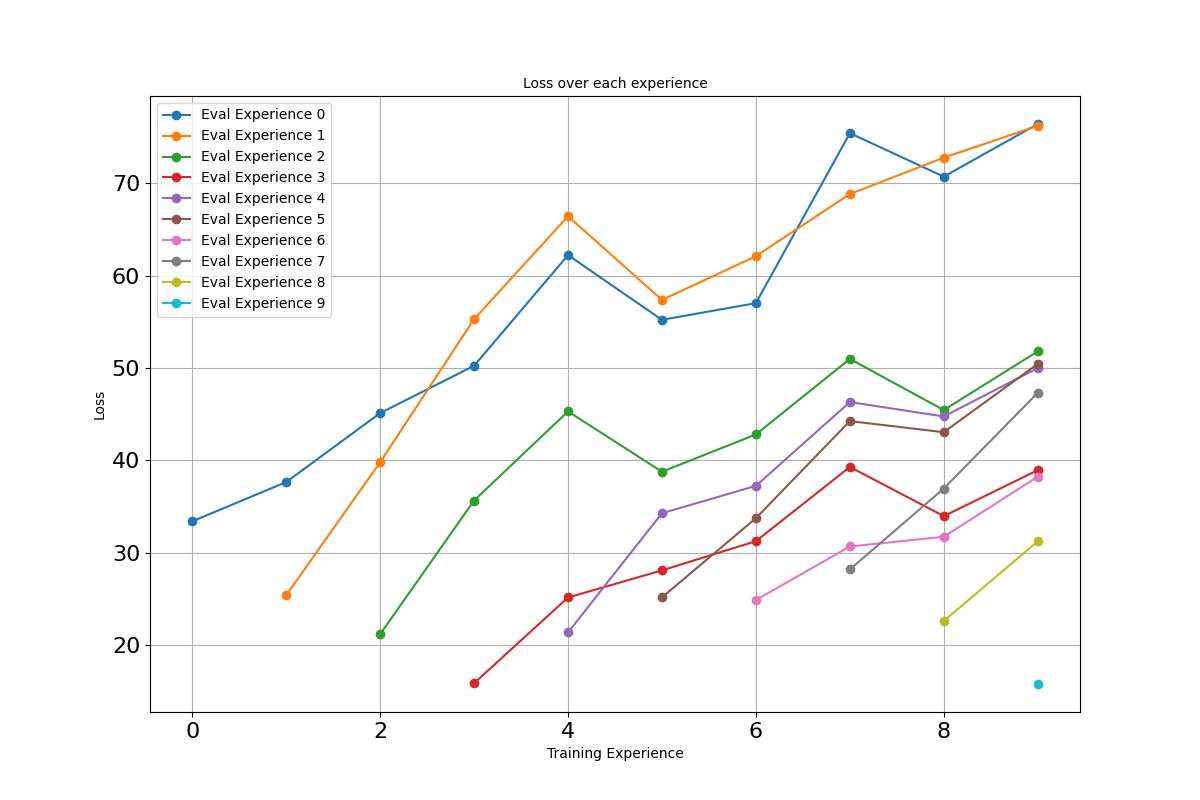 Loss over each experience
Eval Experience 0
Eval Experience 1
Eval Experience 2
Eval Experience 3
Eval Experience 4
Eval Experience 5
Eval Experience 6
Eval Experience 7
Eval Experience 8
Eval Experience 9
70
60
50
40
30
20
Loss
0 2 4 6 8
Training Experience